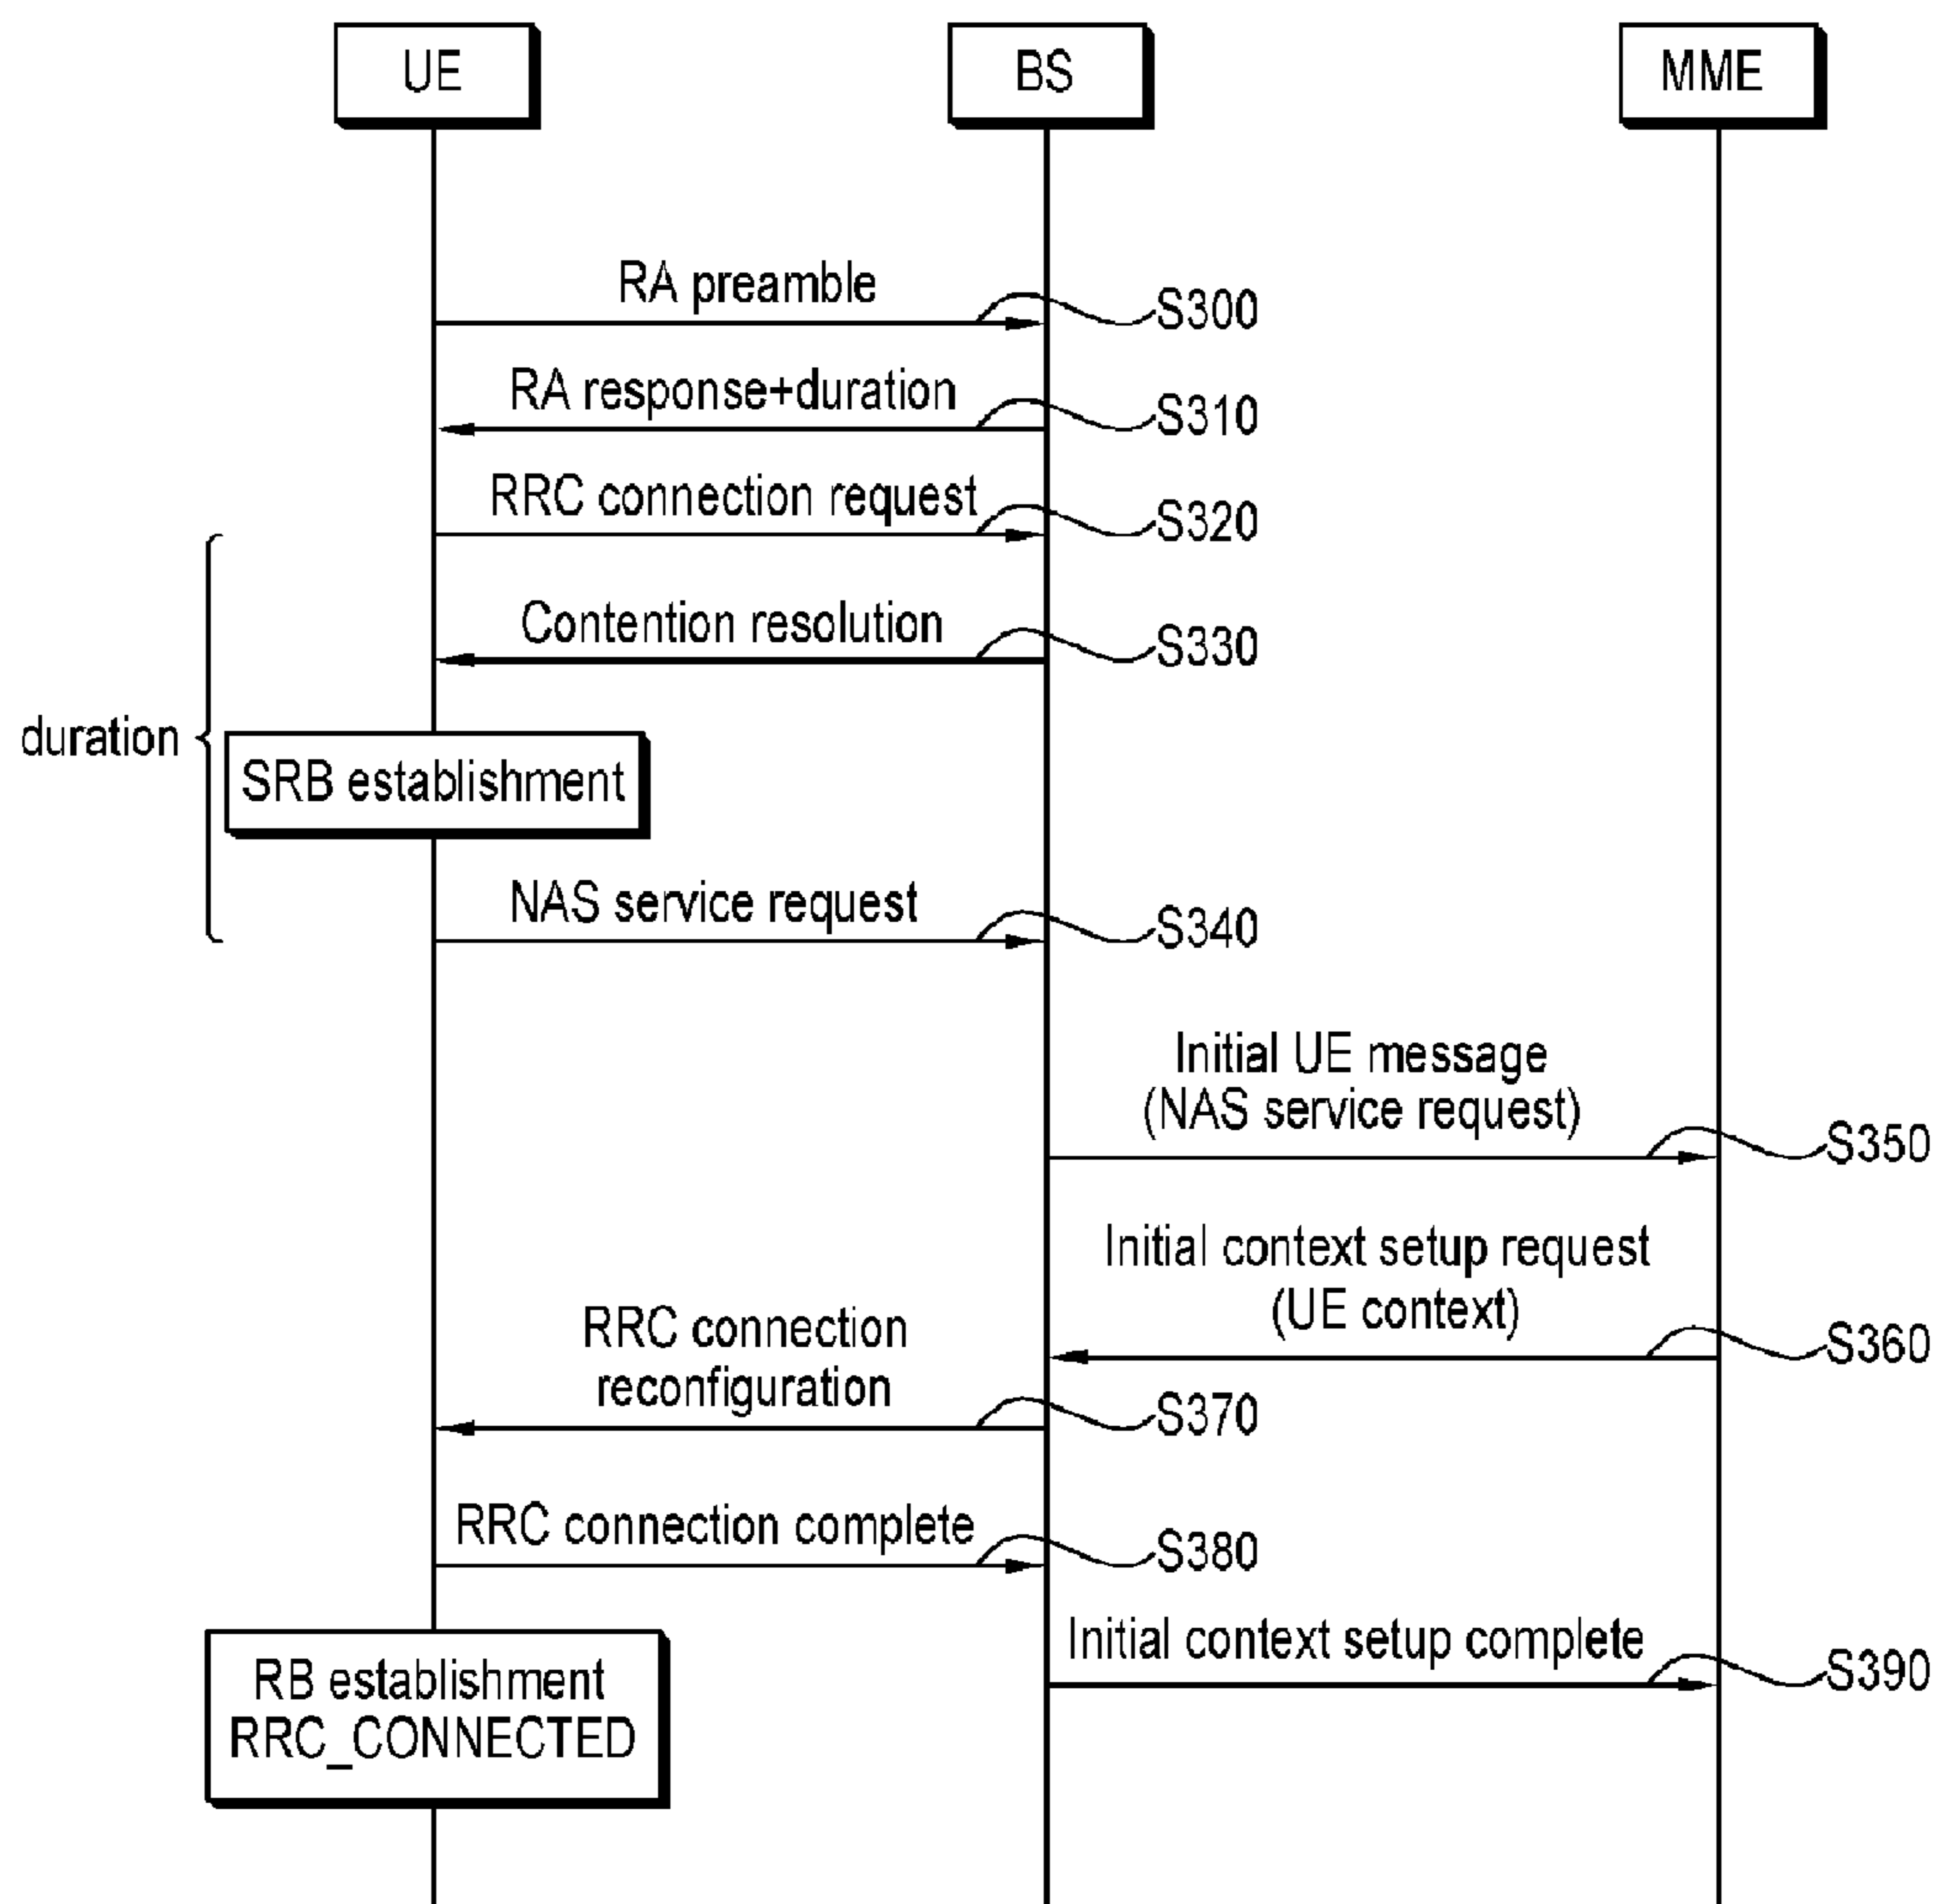 UE
BS
MME
RA preamble
S300
RA response+duration
S310
RRC connection request
S320
Contention resolution
S330
duration
SRB establishment
NAS service request
S340
Initial UE message
(NAS service request)
S350
Initial context setup request
(UE context)
S360
RRC connection
reconfiguration
S370
RRC connection complete
S380
Initial context setup complete
S390
RB establishment
RRC_CONNECTED